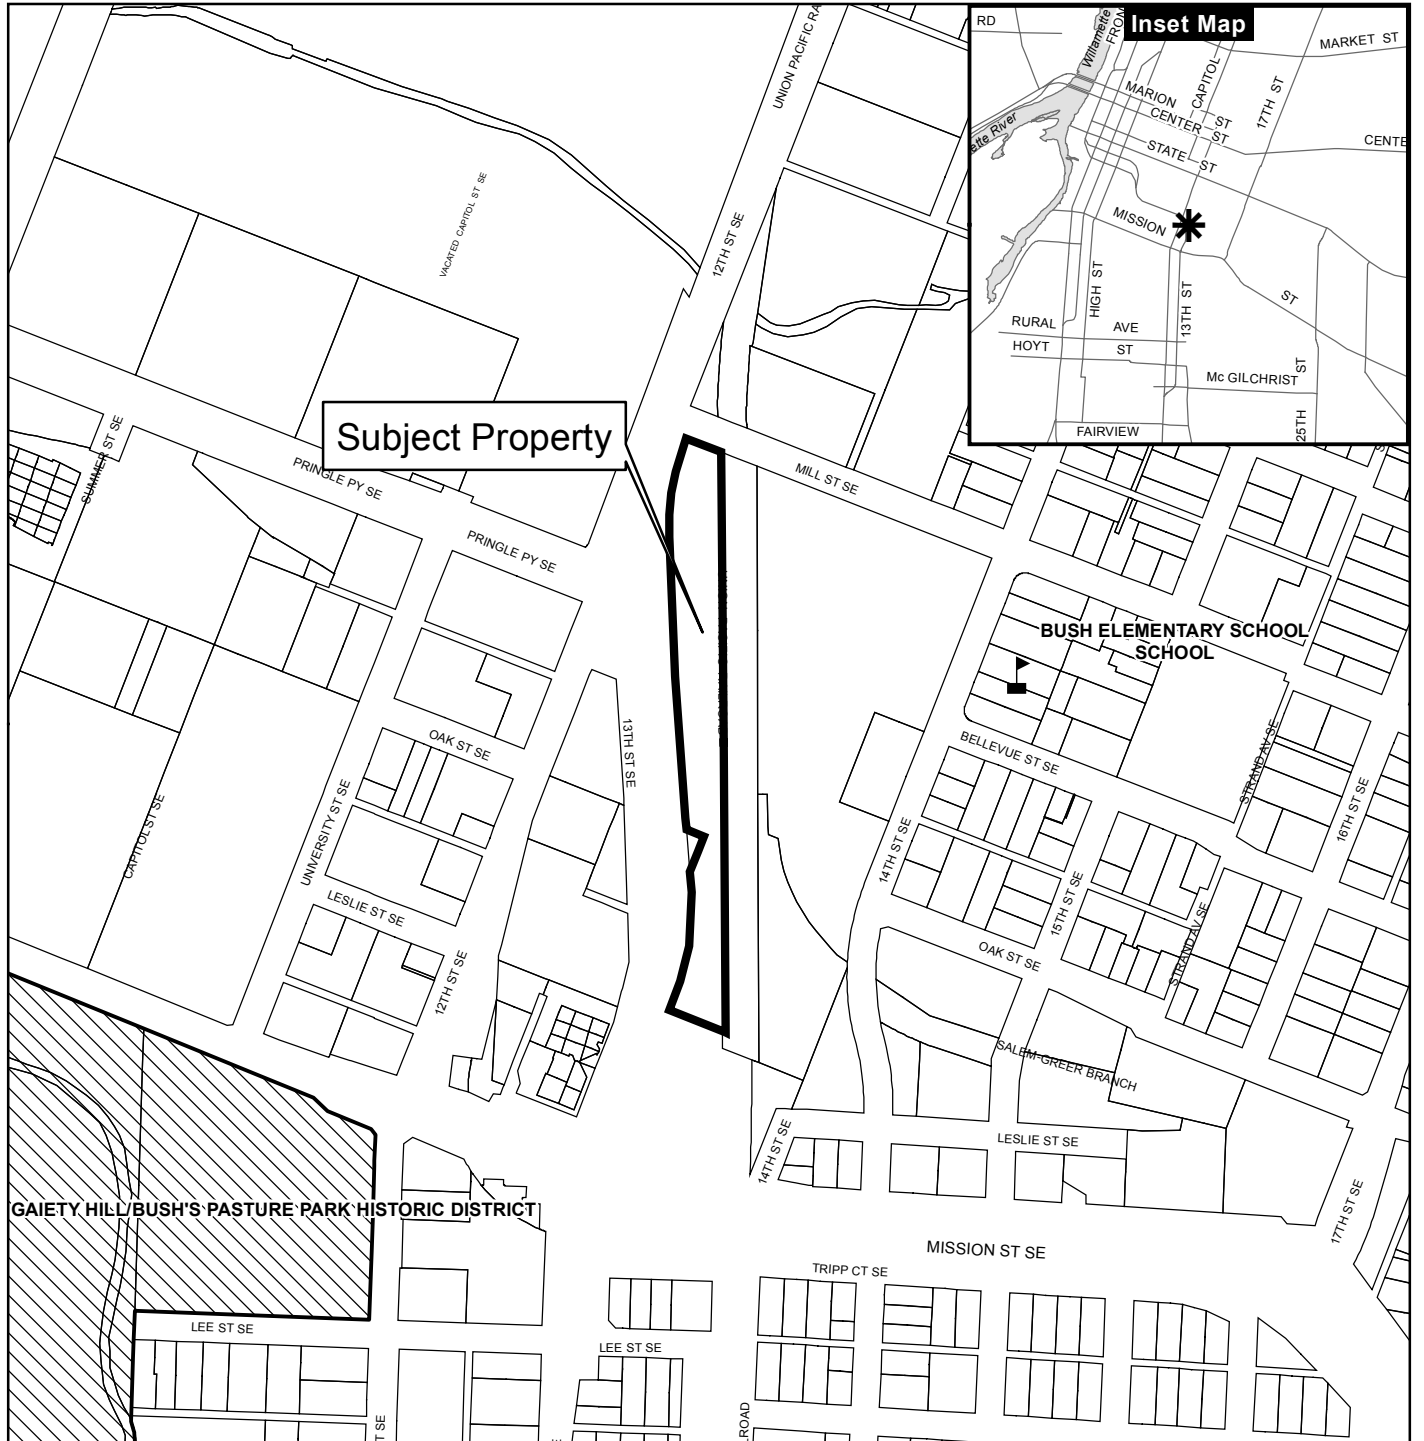 Inset Map
RD
FRON
Willamette
MARKET ST
CAPITOL
17TH ST
MARION ST
CENTER ST
CENTE
STATE ST
ette River
MISSION
ST
HIGH ST
13TH ST
RURAL AVE
HOYT ST
Mc GILCHRIST
25TH ST
FAIRVIEW
UNION PACIFIC RA
VACATED CAPITOL ST SE
12TH ST SE
Subject Property
SUMMER ST SE
PRINGLE PY SE
MILL ST SE
PRINGLE PY SE
BUSH ELEMENTARY SCHOOL
SCHOOL
13TH ST SE
OAK ST SE
BELLEVUE ST SE
STRAND AV SE
16TH ST SE
CAPITOL ST SE
UNIVERSITY ST SE
14TH ST SE
LESLIE ST SE
15TH ST SE
STRAND AV SE
OAK ST SE
12TH ST SE
SALEM-GREER BRANCH
LESLIE ST SE
14TH ST SE
17TH ST SE
GAIETY HILL/BUSH'S PASTURE PARK HISTORIC DISTRICT
MISSION ST SE
TRIPP CT SE
LEE ST SE
LEE ST SE
T ST SE
ROAD